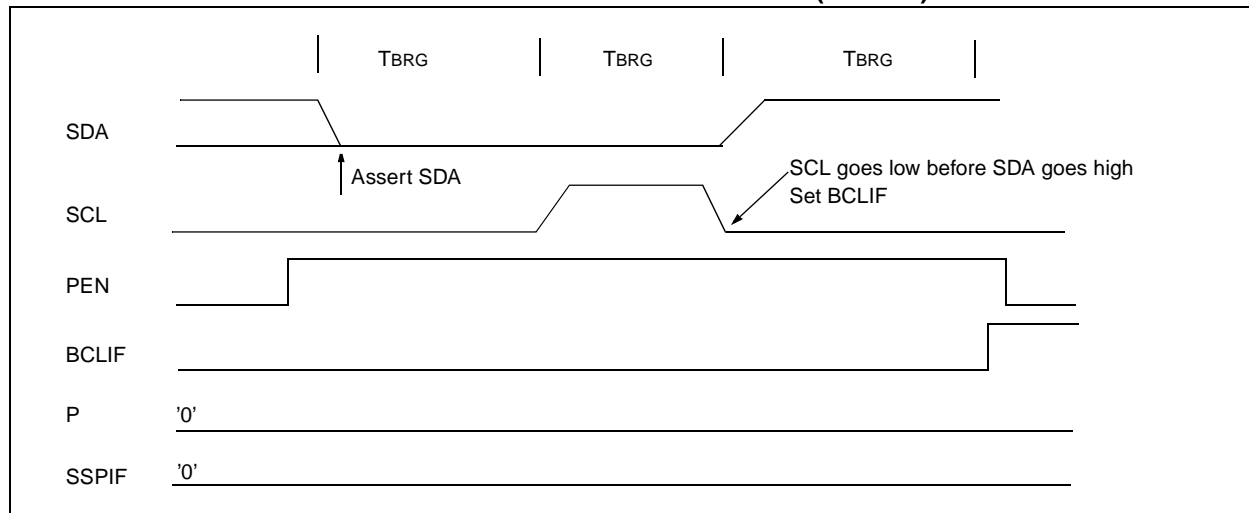 TBRG TBRG TBRG
SDA
Assert SDA
SCL goes low before SDA goes high
Set BCLIF
SCL
PEN
BCLIF
P '0'
SSPIF '0'